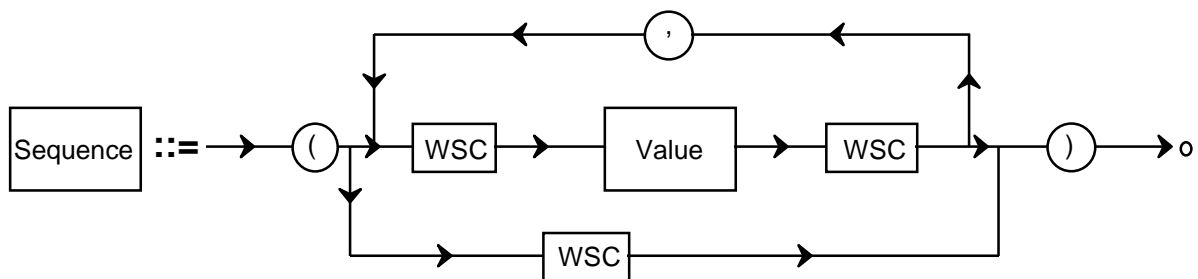 ,
Sequence ::= ( WSC Value WSC )
WSC